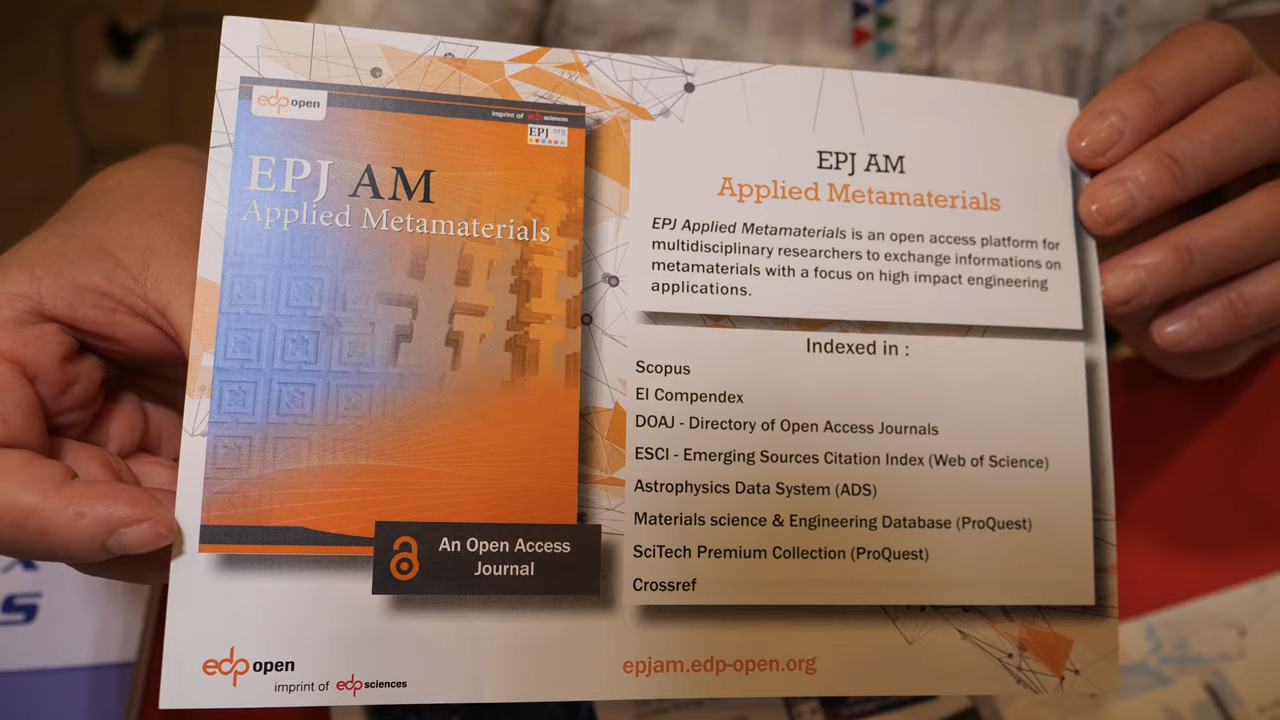 edp open
imprint of edp sciences
EPJ .org
EPJ AM
Applied Metamaterials
An Open Access
Journal
edp open
imprint of edp sciences
EPJ AM
Applied Metamaterials
EPJ Applied Metamaterials is an open access platform for
multidisciplinary researchers to exchange informations on
metamaterials with a focus on high impact engineering
applications.
Indexed in :
Scopus
EI Compendex
DOAJ - Directory of Open Access Journals
ESCI - Emerging Sources Citation Index (Web of Science)
Astrophysics Data System (ADS)
Materials science & Engineering Database (ProQuest)
SciTech Premium Collection (ProQuest)
Crossref
epjam.edp-open.org